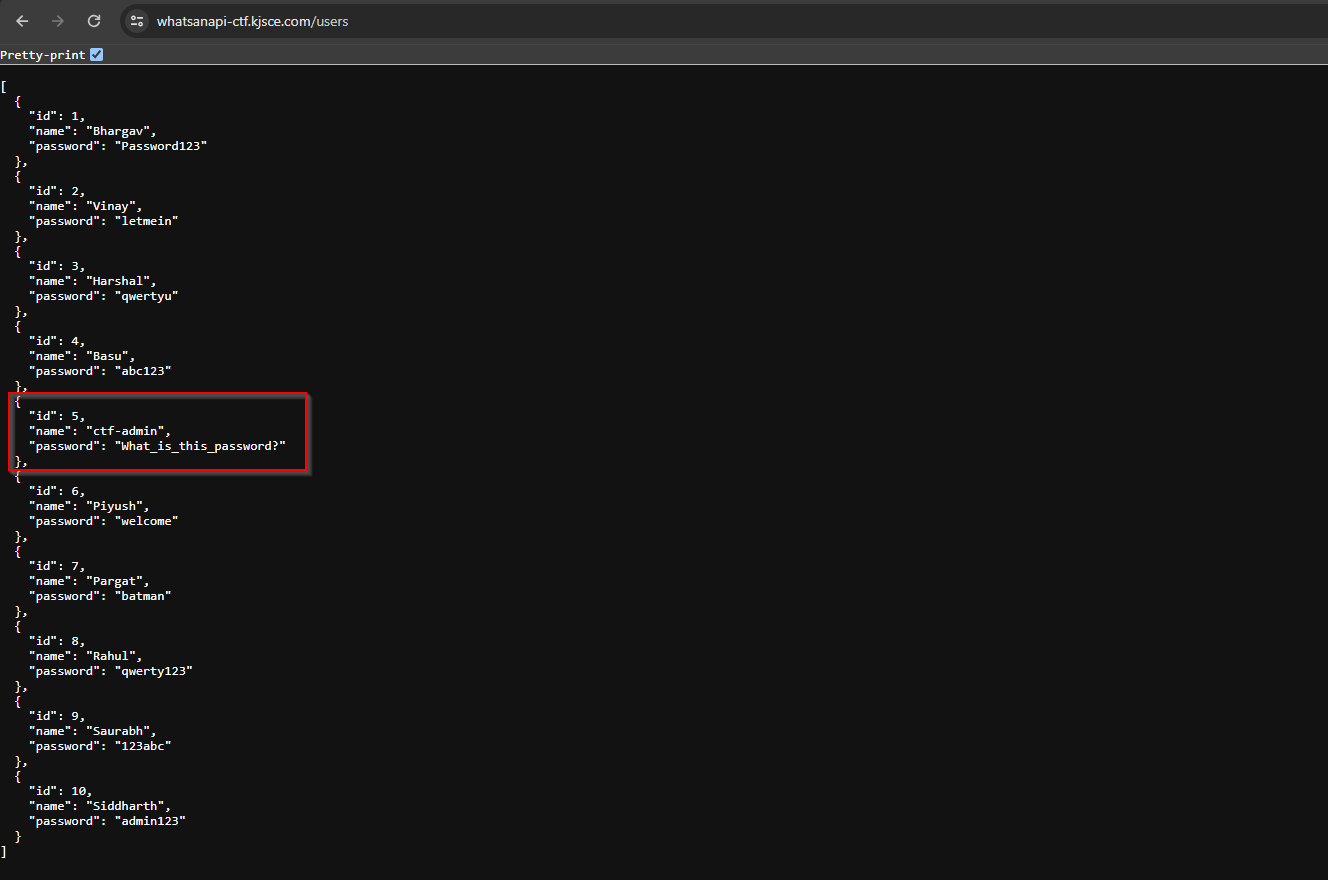 whatsanapi-ctf.kjsce.com/users
Pretty-print
[
  {
    "id": 1,
    "name": "Bhargav",
    "password": "Password123"
  },
  {
    "id": 2,
    "name": "Vinay",
    "password": "letmein"
  },
  {
    "id": 3,
    "name": "Harshal",
    "password": "qwertyu"
  },
  {
    "id": 4,
    "name": "Basu",
    "password": "abc123"
  },
  {
    "id": 5,
    "name": "ctf-admin",
    "password": "What_is_this_password?"
  },
  {
    "id": 6,
    "name": "Piyush",
    "password": "welcome"
  },
  {
    "id": 7,
    "name": "Pargat",
    "password": "batman"
  },
  {
    "id": 8,
    "name": "Rahul",
    "password": "qwerty123"
  },
  {
    "id": 9,
    "name": "Saurabh",
    "password": "123abc"
  },
  {
    "id": 10,
    "name": "Siddharth",
    "password": "admin123"
  }
]